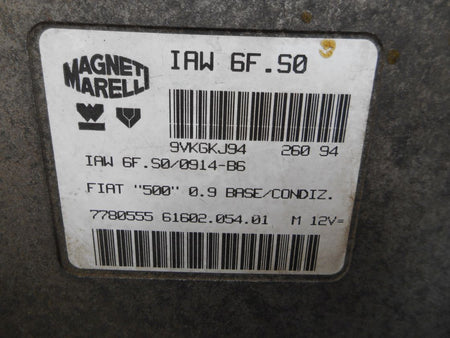 MAGNETI
MARELLI
IAW 6F.S0
9VKGKJ94 260 94
IAW 6F.S0/0914-B6
FIAT "500" 0.9 BASE/CONDIZ.
7780555 61602.054.01 M 12V=